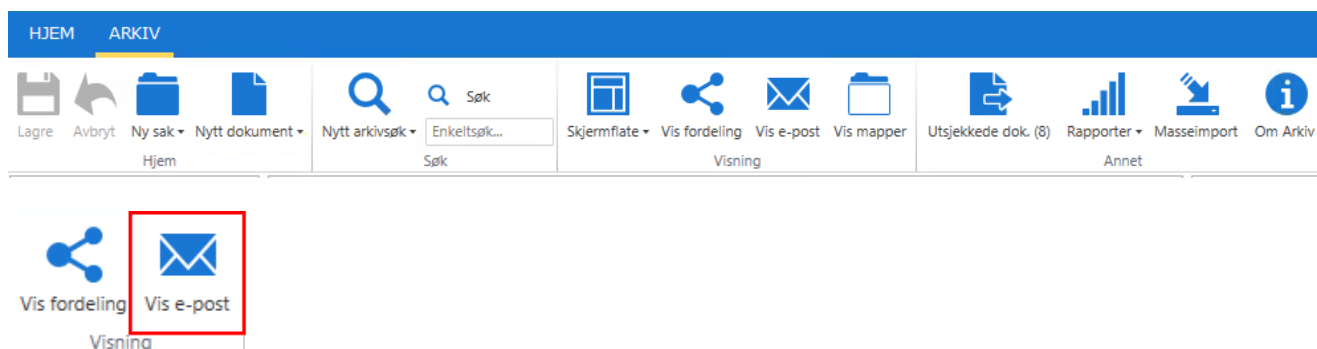 HJEM ARKIV
Søk
Lagre Avbryt Ny sak Nytt dokument Nytt arkivsøk Enkeltsøk... Skjermflate Vis fordeling Vis e-post Vis mapper Utsjekkede dok. (8) Rapporter Masseimport Om Arkiv
Hjem Søk Visning Annet
Vis fordeling Vis e-post
Visning